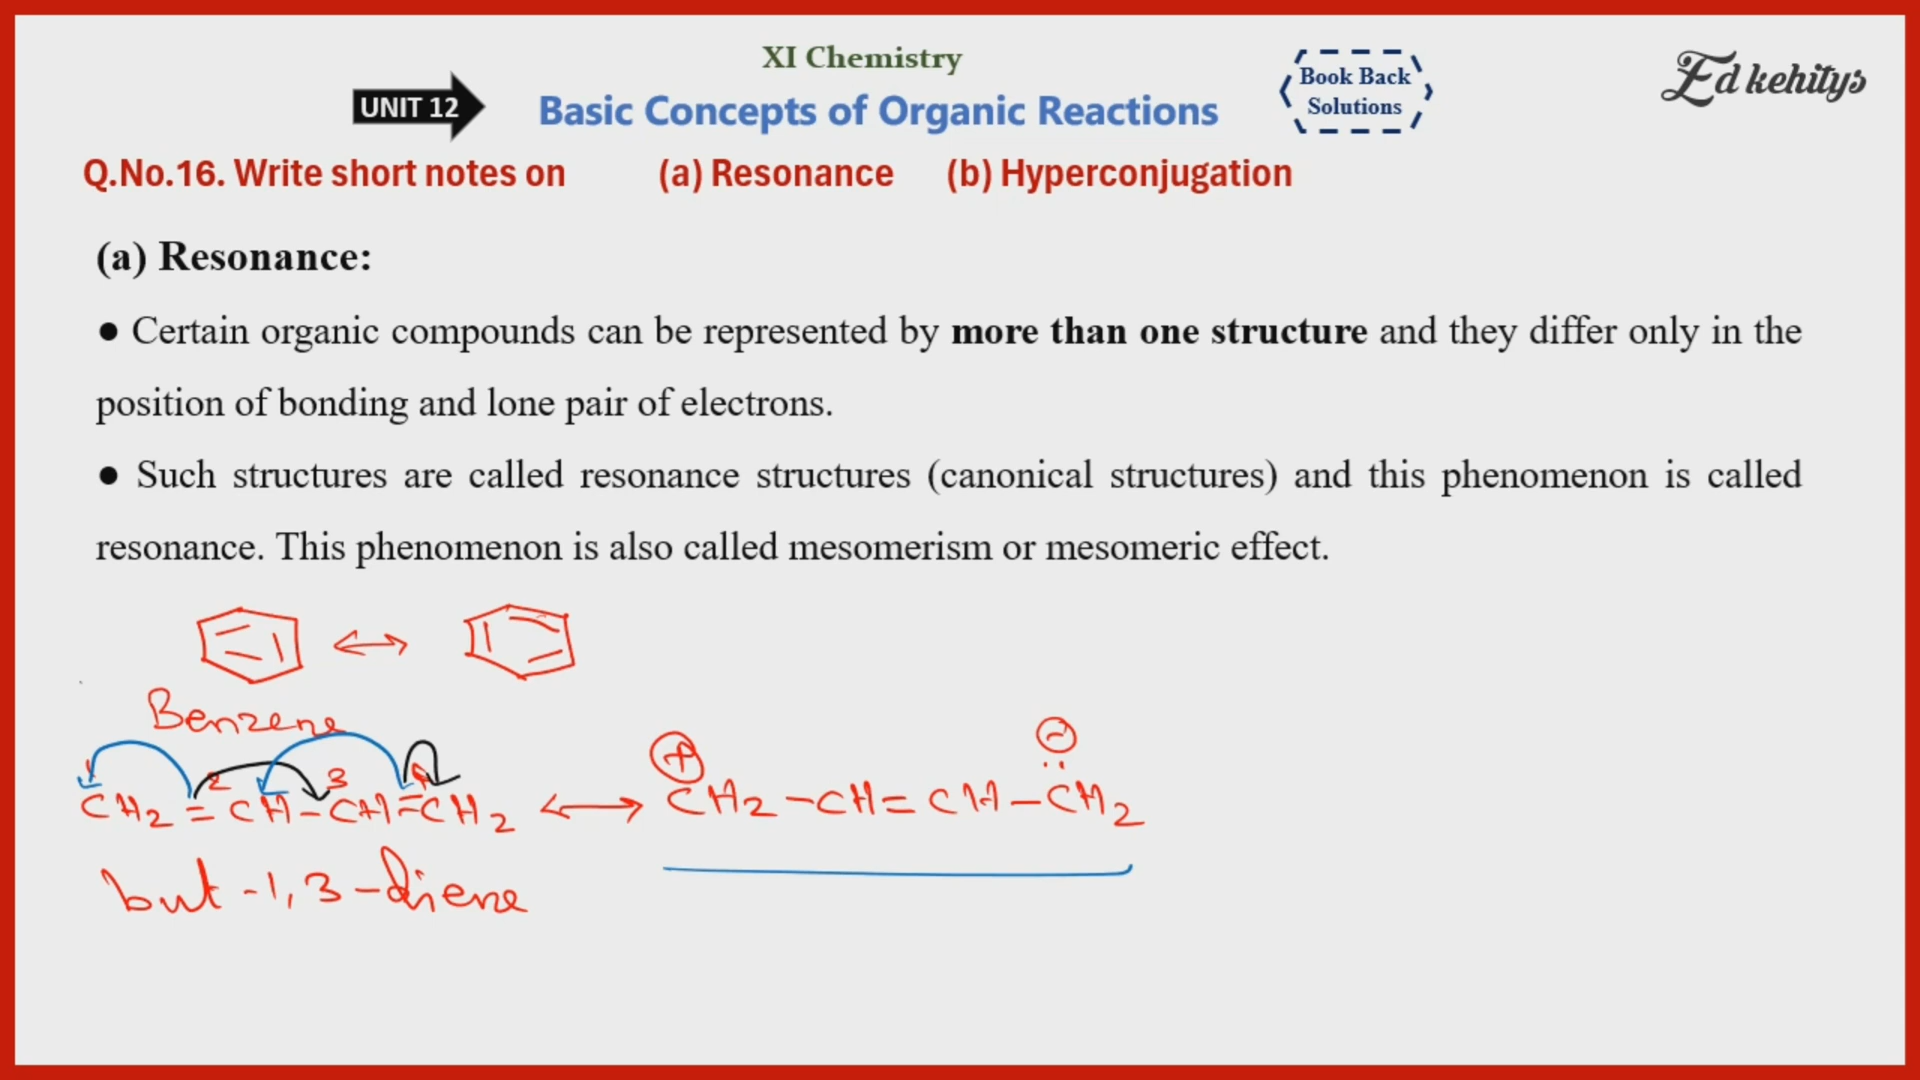 XI Chemistry
UNIT 12
Basic Concepts of Organic Reactions
Book Back
Solutions
Ed kehitys
Q.No.16. Write short notes on (a) Resonance (b) Hyperconjugation
(a) Resonance:
● Certain organic compounds can be represented by more than one structure and they differ only in the
position of bonding and lone pair of electrons.
● Such structures are called resonance structures (canonical structures) and this phenomenon is called
resonance. This phenomenon is also called mesomerism or mesomeric effect.
Benzene
1 2 3 4
CH2 = CH - CH = CH2 ⟷ CH2 - CH = CH - CH2
⊕ ⊖
but -1,3-diene